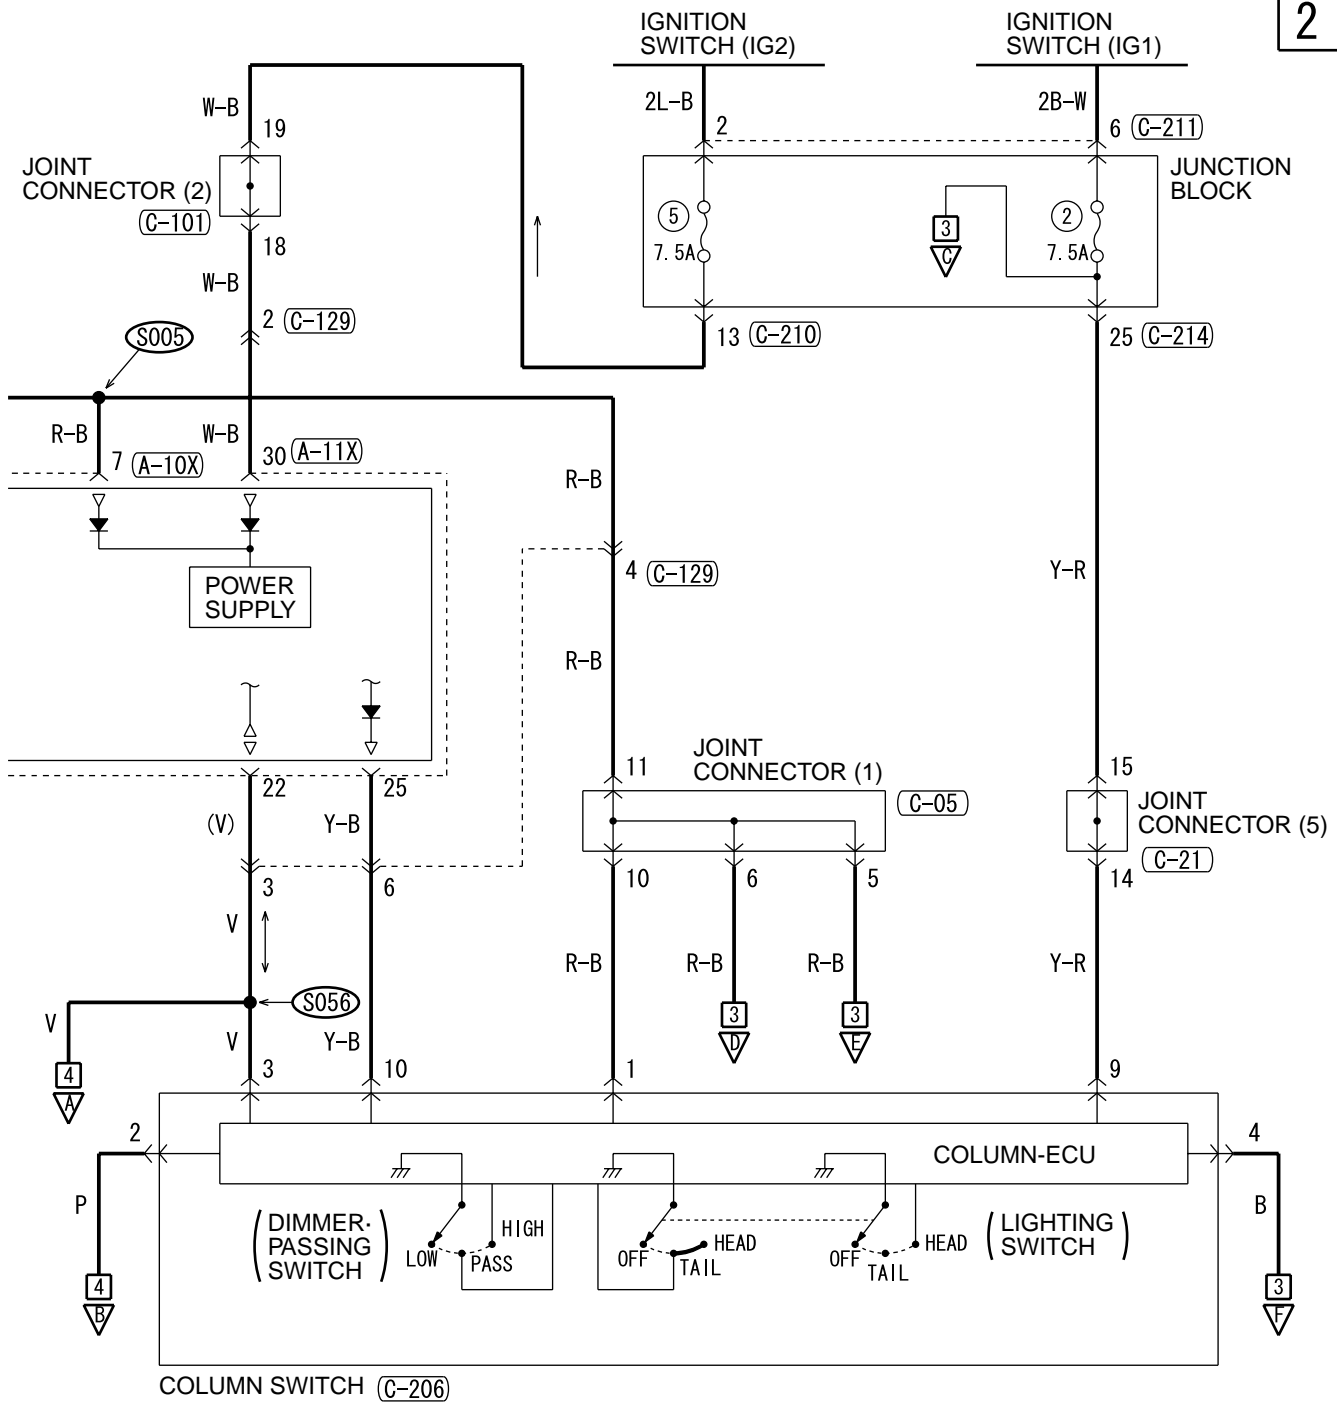 2
IGNITION
SWITCH (IG2)
IGNITION
SWITCH (IG1)
W-B
19
2L-B
2
2B-W
6 C-211
JOINT
CONNECTOR (2)
C-101
18
JUNCTION
BLOCK
5
7.5A
3
C
2
7.5A
W-B
2 C-129
S005
13 C-210
25 C-214
R-B
7 A-10X
W-B
30 A-11X
R-B
POWER
SUPPLY
4 C-129
Y-R
R-B
22
25
11
JOINT
CONNECTOR (1)
C-05
15
JOINT
CONNECTOR (5)
C-21
(V)
Y-B
3
6
10
6
5
14
V
R-B
R-B
R-B
Y-R
S056
V
V
Y-B
3
D
3
E
4
A
3
10
1
9
2
4
COLUMN-ECU
P
B
(DIMMER·
PASSING
SWITCH)
LOW
PASS
HIGH
OFF
TAIL
HEAD
OFF
TAIL
HEAD
(LIGHTING
SWITCH)
4
B
3
F
COLUMN SWITCH C-206